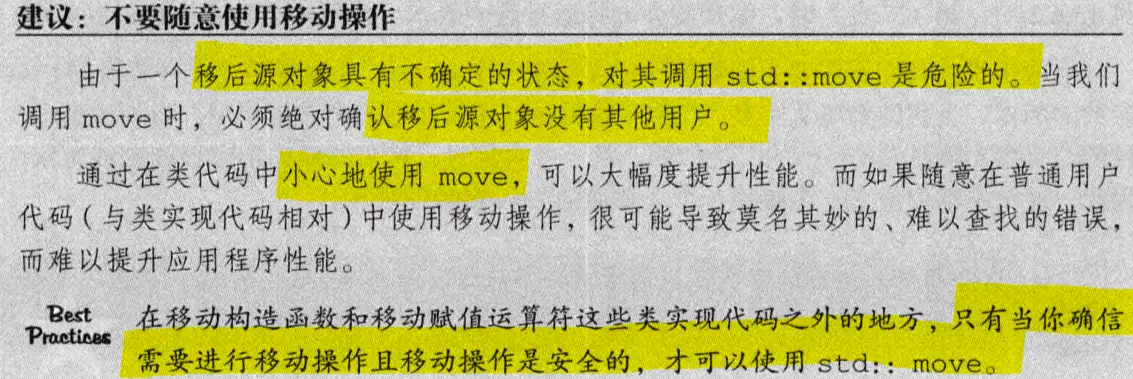 建议：不要随意使用移动操作
由于一个移后源对象具有不确定的状态，对其调用 std::move 是危险的。当我们
调用 move 时，必须绝对确认移后源对象没有其他用户。
通过在类代码中小心地使用 move，可以大幅度提升性能。而如果随意在普通用户
代码（与类实现代码相对）中使用移动操作，很可能导致莫名其妙的、难以查找的错误，
而难以提升应用程序性能。
Best
Practices
在移动构造函数和移动赋值运算符这些类实现代码之外的地方，只有当你确信
需要进行移动操作且移动操作是安全的，才可以使用 std:: move。